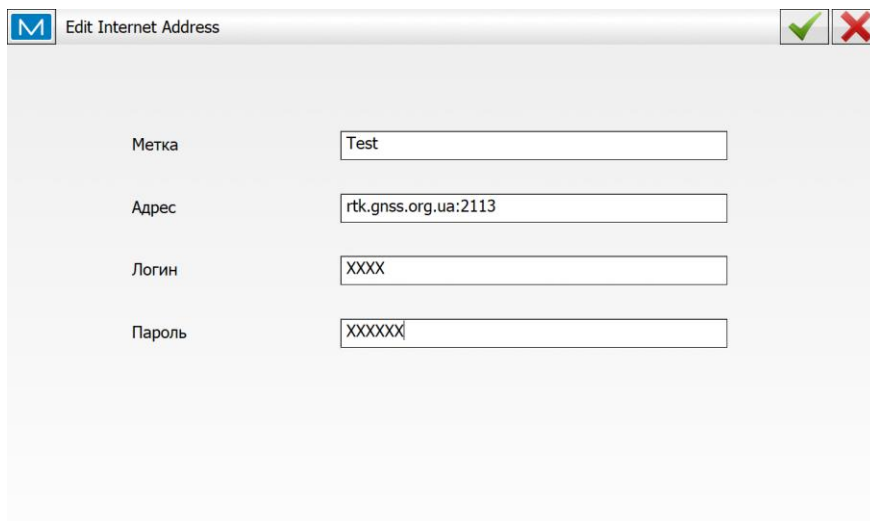 Edit Internet Address
Метка Test
Адрес rtk.gnss.org.ua:2113
Логин XXXX
Пароль XXXXXX